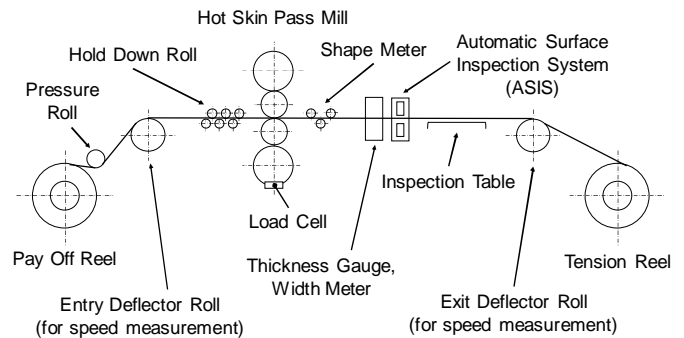 Hot Skin Pass Mill
Hold Down Roll
Shape Meter
Automatic Surface
Inspection System
(ASIS)
Pressure
Roll
Inspection Table
Load Cell
Pay Off Reel
Thickness Gauge,
Width Meter
Tension Reel
Entry Deflector Roll
(for speed measurement)
Exit Deflector Roll
(for speed measurement)